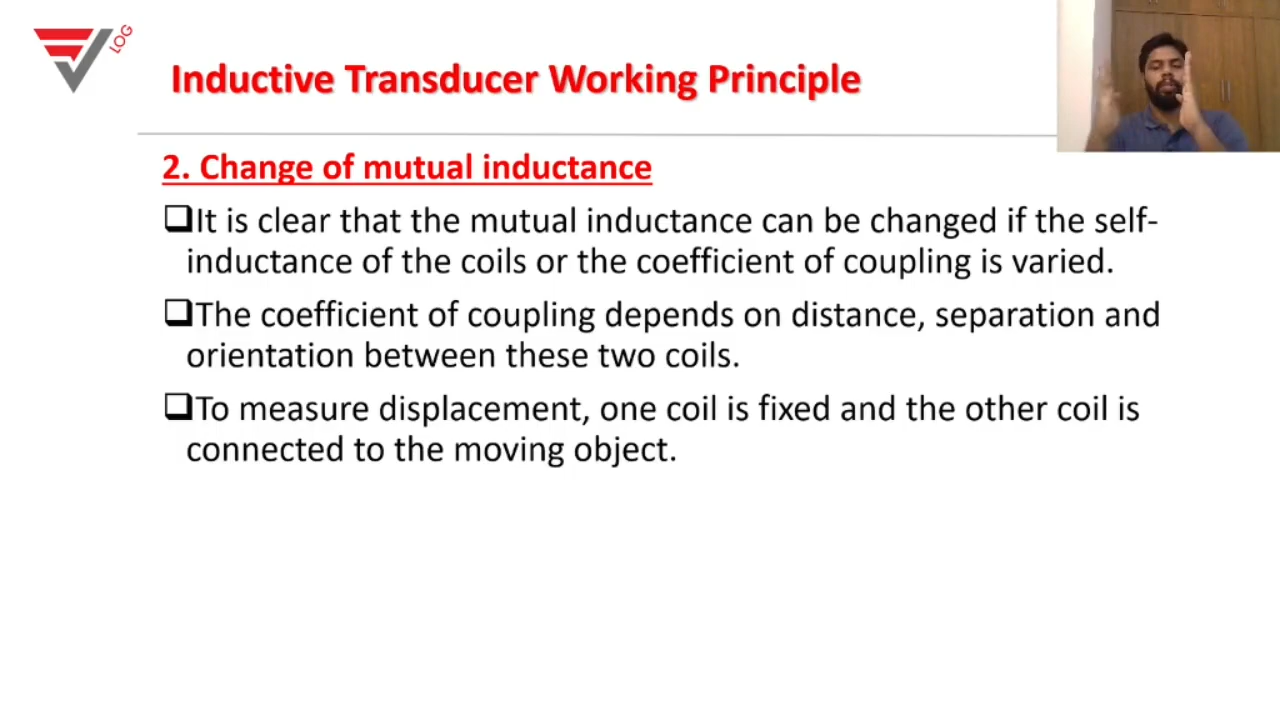 LOG
Inductive Transducer Working Principle
2. Change of mutual inductance
❑It is clear that the mutual inductance can be changed if the self-
inductance of the coils or the coefficient of coupling is varied.
❑The coefficient of coupling depends on distance, separation and
orientation between these two coils.
❑To measure displacement, one coil is fixed and the other coil is
connected to the moving object.